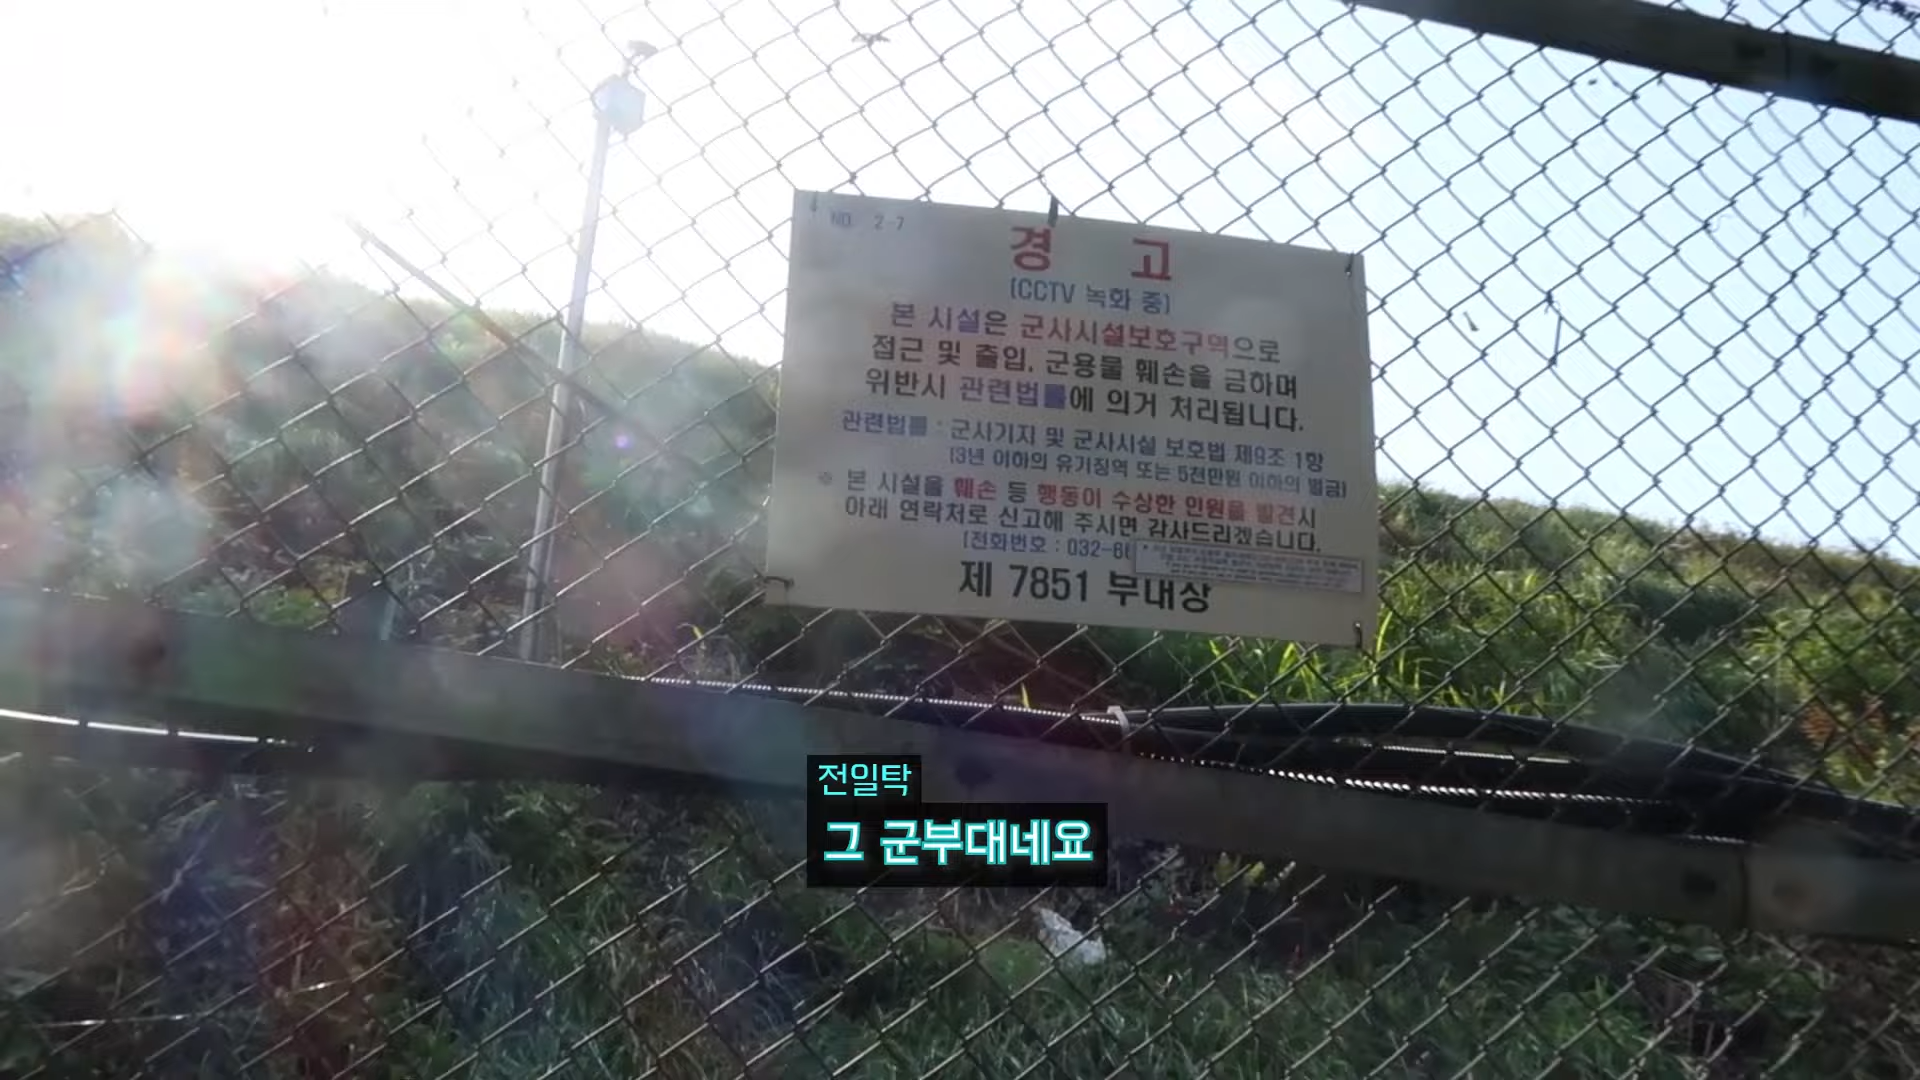 NO 2-7
경 고
(CCTV 녹화 중)
본 시설은 군사시설보호구역으로
접근 및 출입, 군용물 훼손을 금하며
위반시 관련법률에 의거 처리됩니다.
관련법률 : 군사기지 및 군사시설 보호법 제9조 1항
(3년 이하의 유기징역 또는 5천만원 이하의 벌금)
※ 본 시설을 훼손 등 행동이 수상한 인원을 발견시
아래 연락처로 신고해 주시면 감사드리겠습니다.
(전화번호 : 032-8
제 7851 부대장
전일탁
그 군부대네요